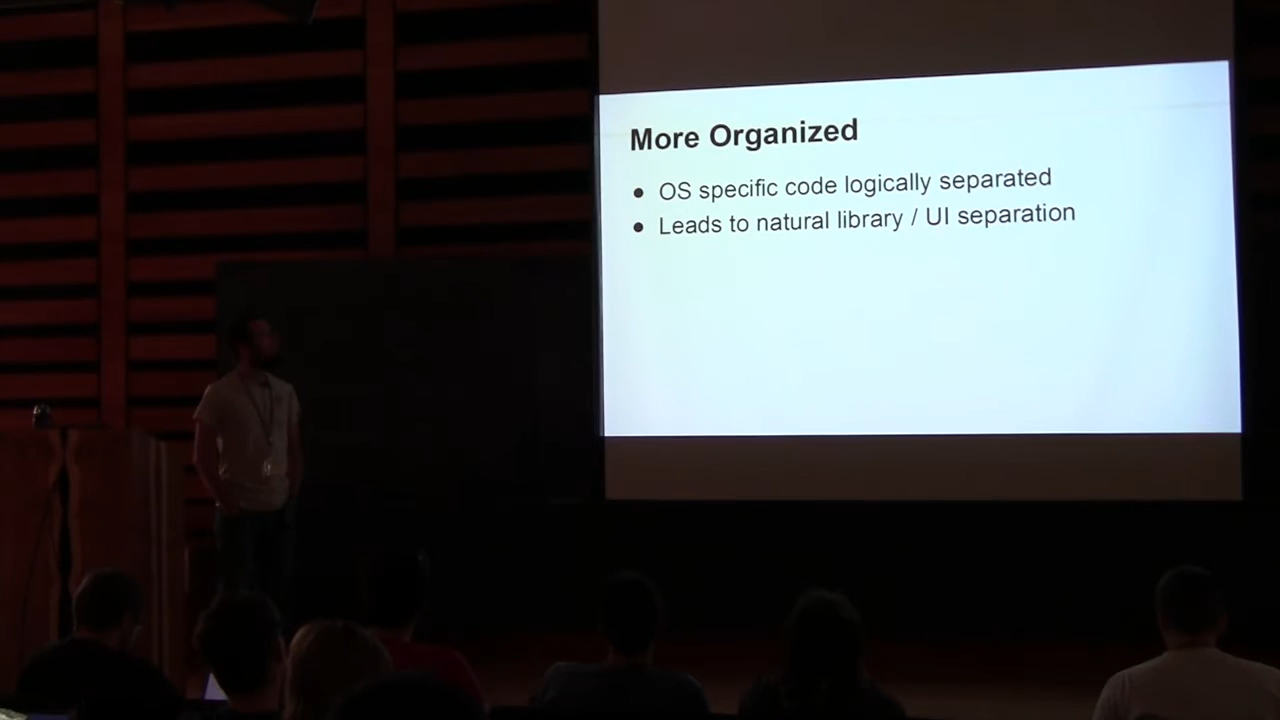 More Organized
● OS specific code logically separated
● Leads to natural library / UI separation